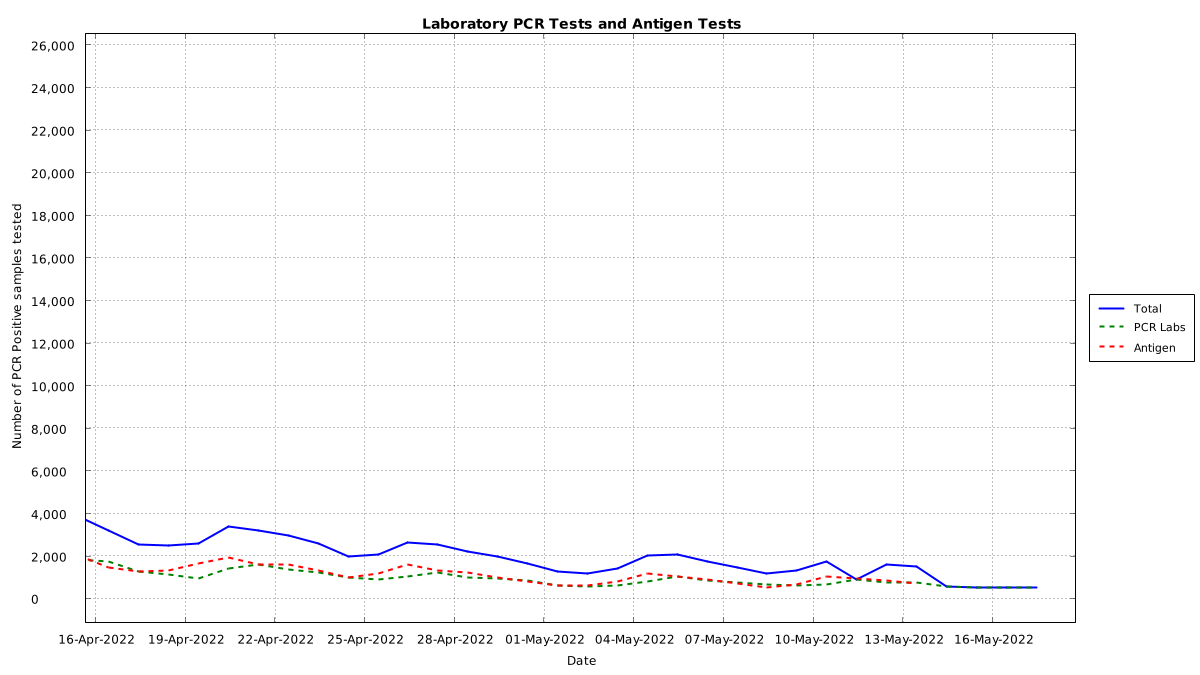 Laboratory PCR Tests and Antigen Tests
26,000
24,000
22,000
20,000
18,000
16,000
14,000
12,000
10,000
8,000
6,000
4,000
2,000
0
Number of PCR Positive samples tested
16-Apr-2022 19-Apr-2022 22-Apr-2022 25-Apr-2022 28-Apr-2022 01-May-2022 04-May-2022 07-May-2022 10-May-2022 13-May-2022 16-May-2022
Date
Total
PCR Labs
Antigen